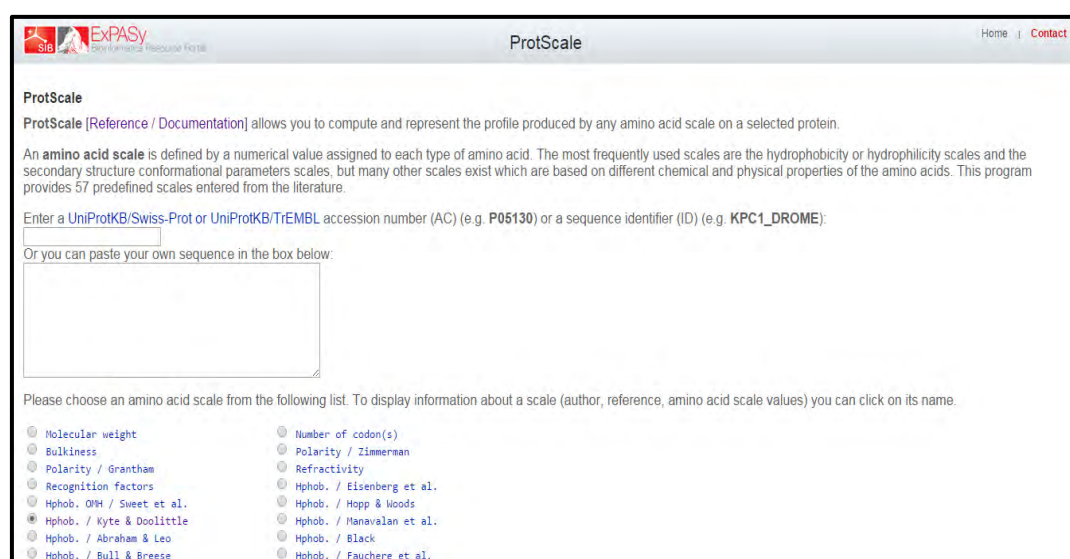 ExPASy
Bioinformatics Resource Portal
SIB
ProtScale
Home | Contact
ProtScale
ProtScale [Reference / Documentation] allows you to compute and represent the profile produced by any amino acid scale on a selected protein.
An amino acid scale is defined by a numerical value assigned to each type of amino acid. The most frequently used scales are the hydrophobicity or hydrophilicity scales and the
secondary structure conformational parameters scales, but many other scales exist which are based on different chemical and physical properties of the amino acids. This program
provides 57 predefined scales entered from the literature.
Enter a UniProtKB/Swiss-Prot or UniProtKB/TrEMBL accession number (AC) (e.g. P05130) or a sequence identifier (ID) (e.g. KPC1_DROME):
Or you can paste your own sequence in the box below:
Please choose an amino acid scale from the following list. To display information about a scale (author, reference, amino acid scale values) you can click on its name.
Molecular weight Number of codon(s)
Bulkiness Polarity / Zimmerman
Polarity / Grantham Refractivity
Recognition factors Hphob. / Eisenberg et al.
Hphob. OMH / Sweet et al. Hphob. / Hopp & Woods
Hphob. / Kyte & Doolittle Hphob. / Manavalan et al.
Hphob. / Abraham & Leo Hphob. / Black
Hphob. / Bull & Breese Hphob. / Fauchere et al.